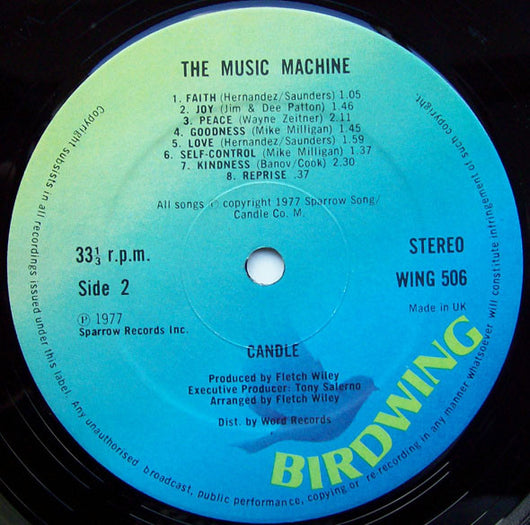 THE MUSIC MACHINE
1. FAITH (Hernandez/Saunders) 1.05
2. JOY (Jim & Dee Patton) 1.46
3. PEACE (Wayne Zeitner) 2.11
4. GOODNESS (Mike Milligan) 1.45
5. LOVE (Hernandez/Saunders) 1.59
6. SELF-CONTROL (Mike Milligan) 1.37
7. KINDNESS (Banov/Cook) 2.30
8. REPRISE .37
All songs © copyright 1977 Sparrow Song/
Candle Co. M.
33⅓ r.p.m.
Side 2
STEREO
WING 506
Made in UK
℗ 1977
Sparrow Records Inc.
CANDLE
Produced by Fletch Wiley
Executive Producer: Tony Salerno
Arranged by Fletch Wiley
Dist. by Word Records
BIRDWING
Copyright subsists in all recordings issued under this label. Any unauthorised broadcast, public performance, copying or re-recording in any manner whatsoever will constitute infringement of such copyright.